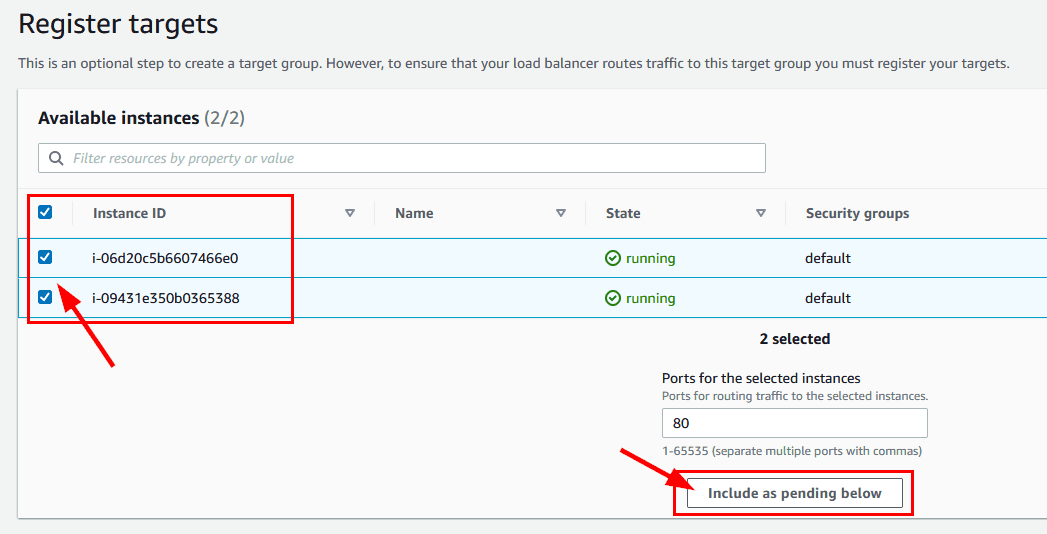 Register targets
This is an optional step to create a target group. However, to ensure that your load balancer routes traffic to this target group you must register your targets.
Available instances (2/2)
Filter resources by property or value
Instance ID Name State Security groups
i-06d20c5b6607466e0 running default
i-09431e350b0365388 running default
2 selected
Ports for the selected instances
Ports for routing traffic to the selected instances.
80
1-65535 (separate multiple ports with commas)
Include as pending below